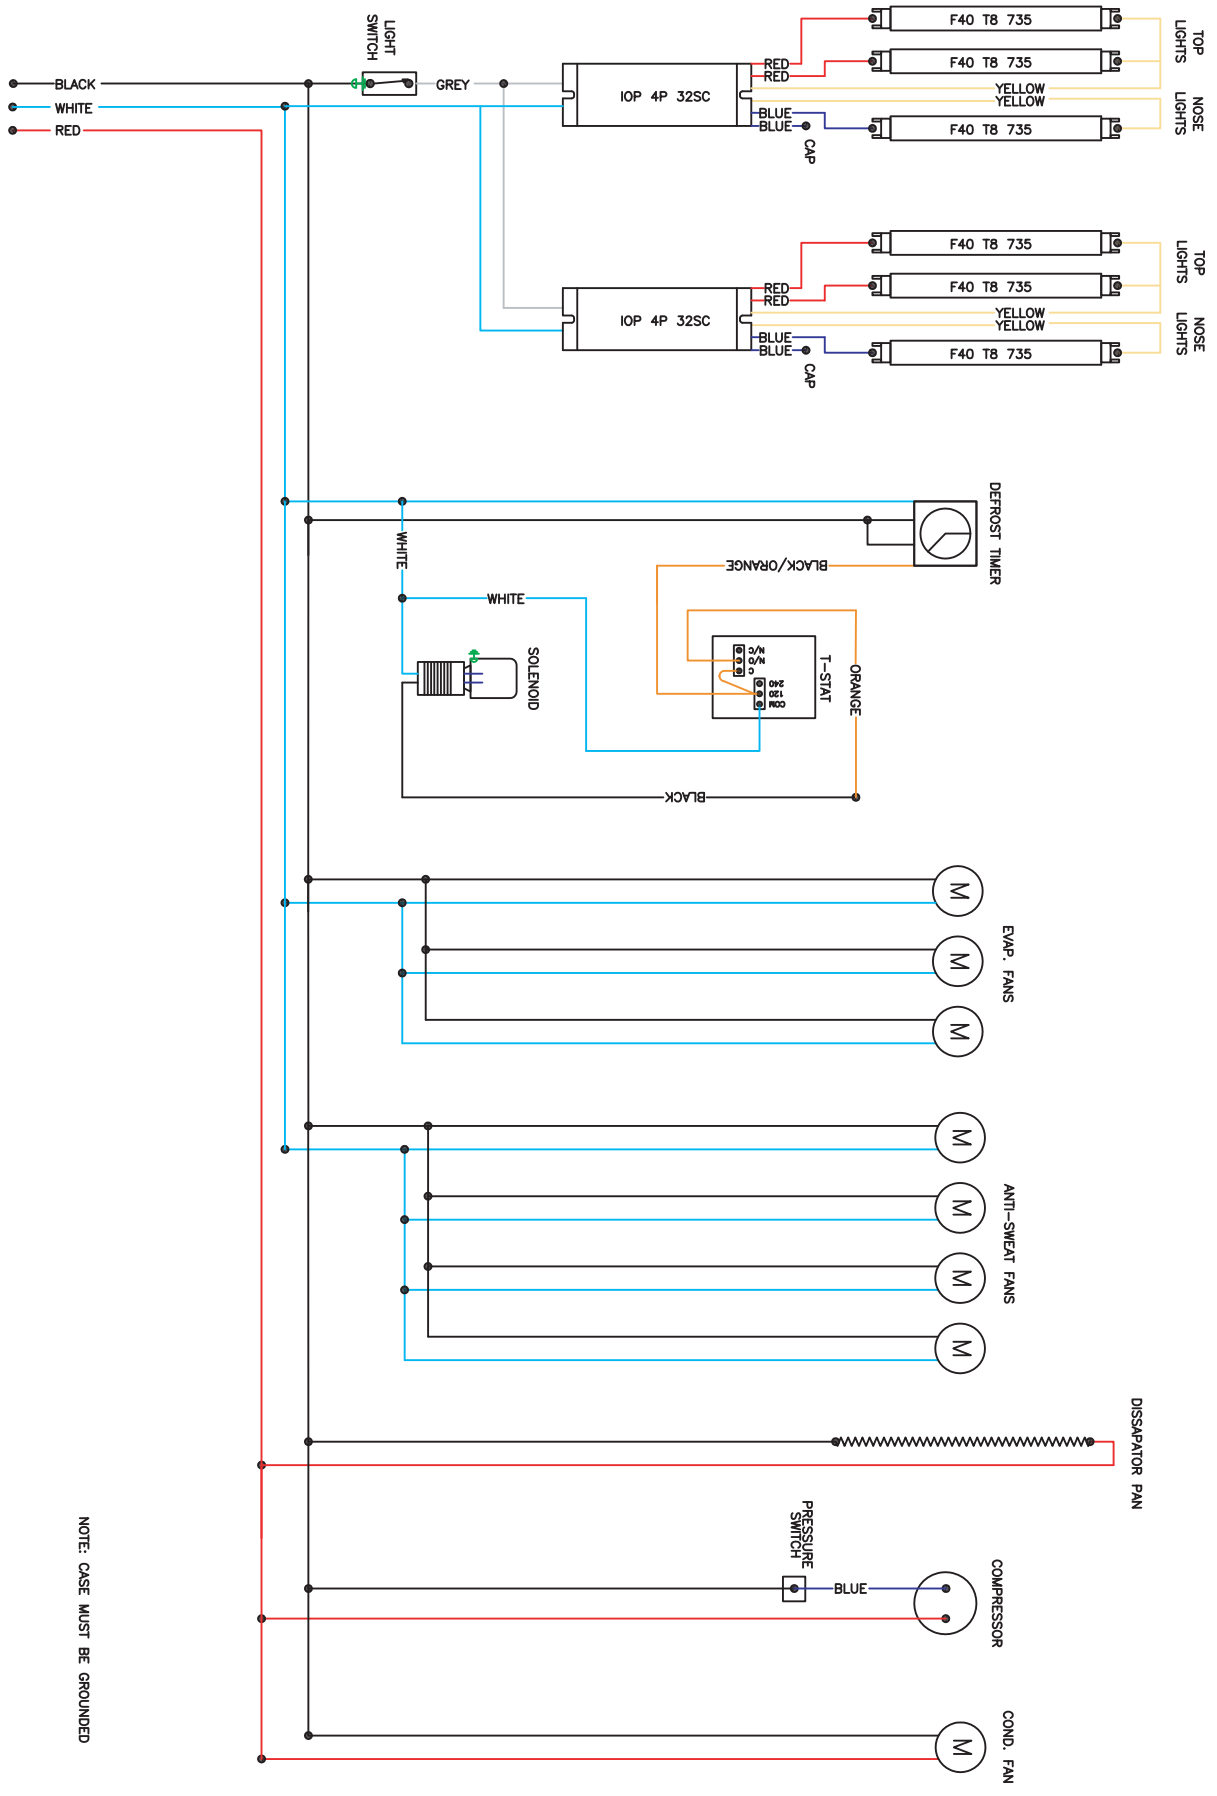 LIGHT
SWITCH
BLACK
WHITE
RED
GREY
IOP 4P 32SC
RED
RED
YELLOW
YELLOW
BLUE
BLUE
CAP
F40 T8 735
F40 T8 735
F40 T8 735
TOP
LIGHTS
NOSE
LIGHTS
IOP 4P 32SC
RED
RED
YELLOW
YELLOW
BLUE
BLUE
CAP
F40 T8 735
F40 T8 735
F40 T8 735
TOP
LIGHTS
NOSE
LIGHTS
DEFROST TIMER
WHITE
BLACK/ORANGE
WHITE
SOLENOID
N/C
N/O
C
240
120
COM
T-STAT
ORANGE
BLACK
M
M
M
EVAP. FANS
M
M
M
M
ANTI-SWEAT FANS
DISSAPATOR PAN
PRESSURE
SWITCH
BLUE
COMPRESSOR
M
COND. FAN
NOTE: CASE MUST BE GROUNDED